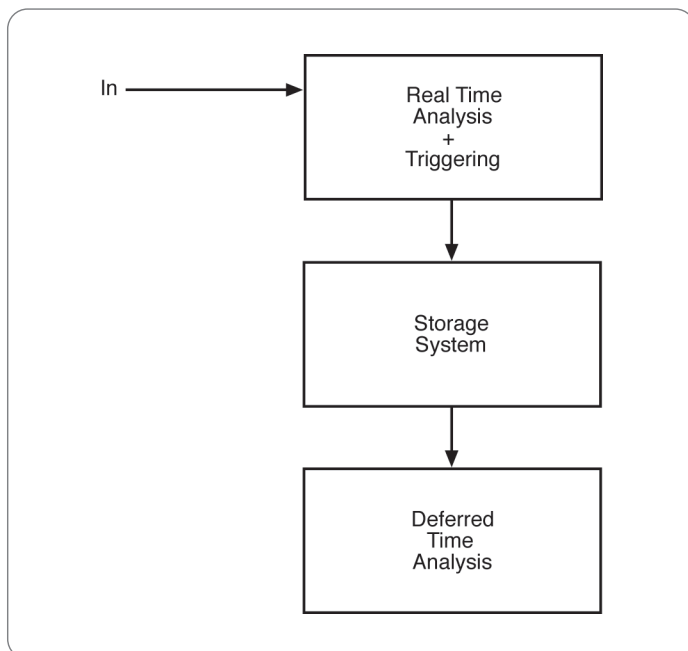 In
Real Time
Analysis
+
Triggering
Storage
System
Deferred
Time
Analysis